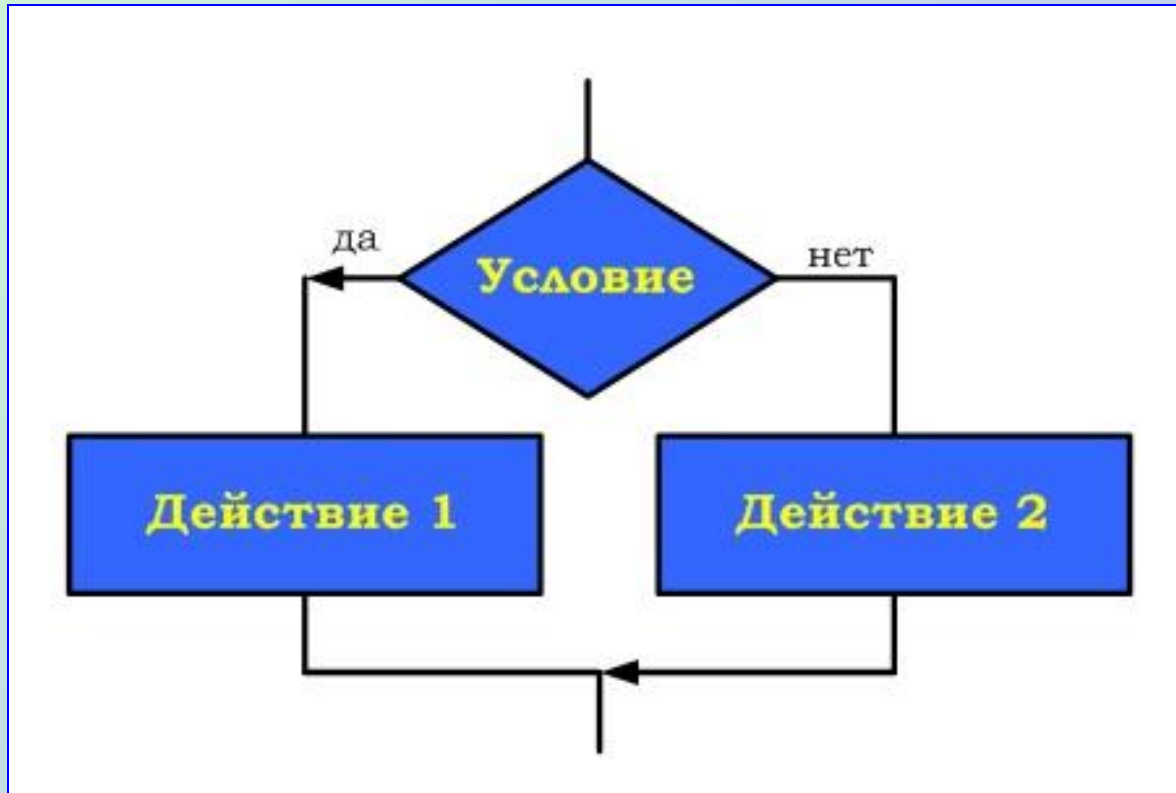 да
нет
Условие
Действие 1
Действие 2